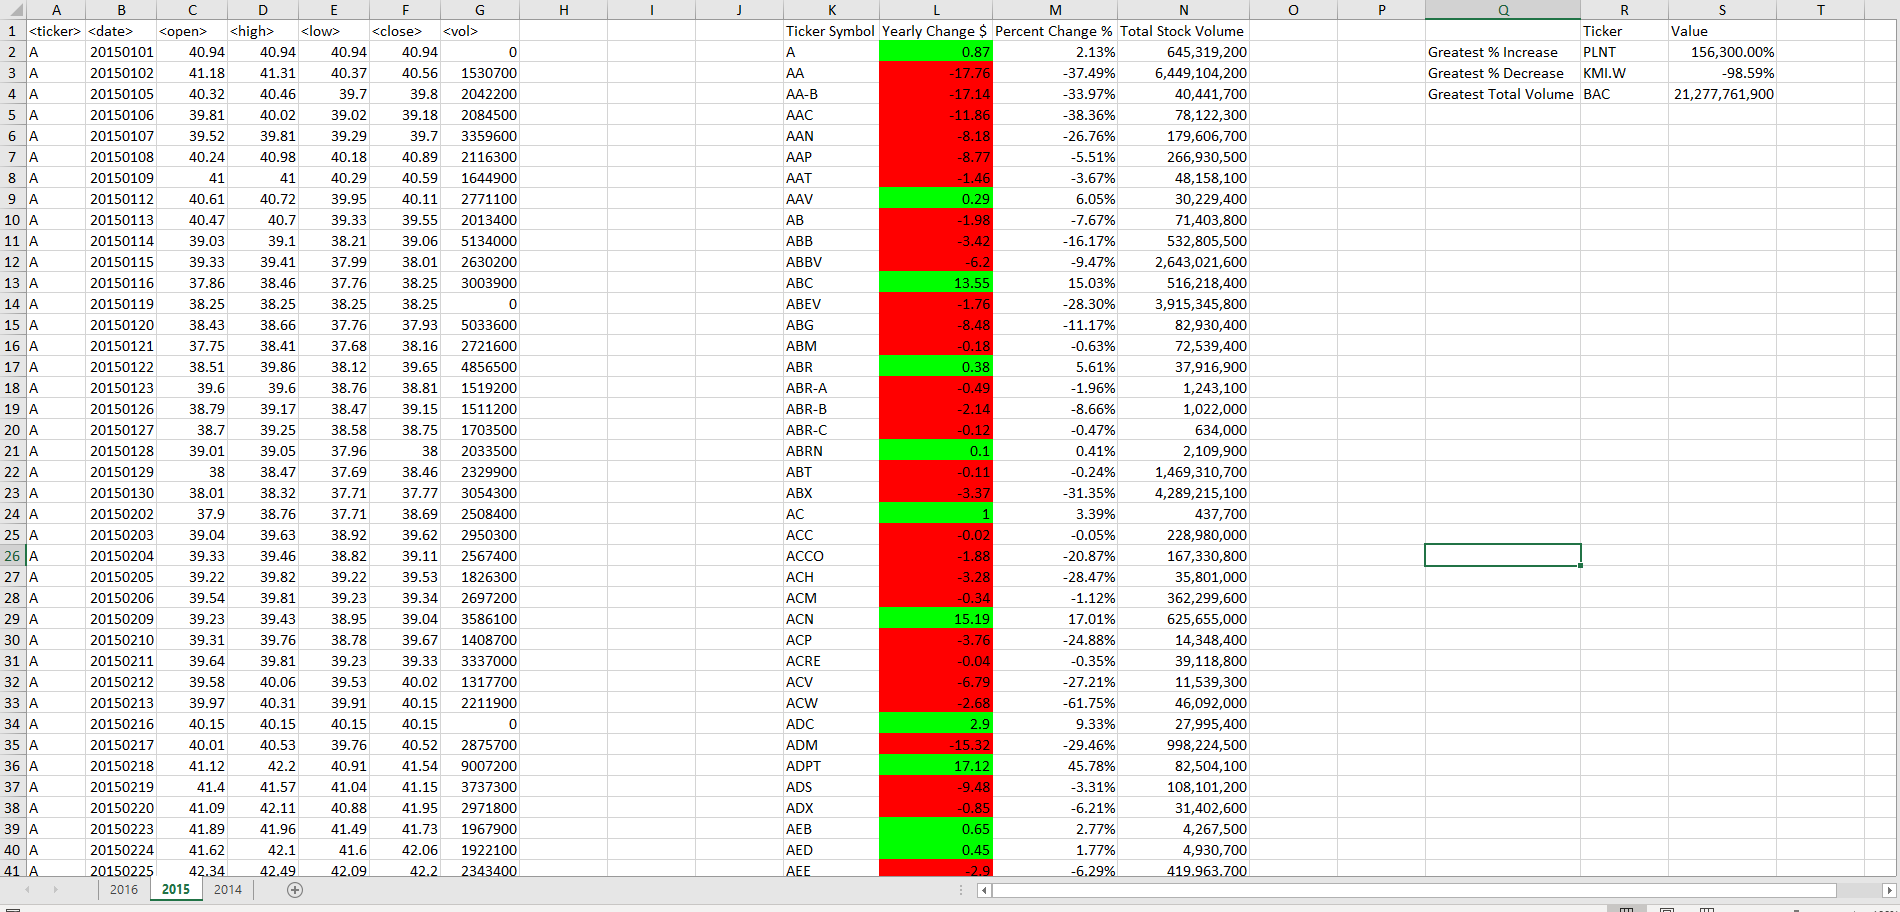 A B C D E F G H I J K L M N O P Q R S T
1 <ticker> <date> <open> <high> <low> <close> <vol> Ticker Symbol Yearly Change $ Percent Change % Total Stock Volume Ticker Value
2 A 20150101 40.94 40.94 40.94 40.94 0 A 0.87 2.13% 645,319,200 Greatest % Increase PLNT 156,300.00%
3 A 20150102 41.18 41.31 40.37 40.56 1530700 AA -17.76 -37.49% 6,449,104,200 Greatest % Decrease KMI.W -98.59%
4 A 20150105 40.32 40.46 39.7 39.8 2042200 AA-B -17.14 -33.97% 40,441,700 Greatest Total Volume BAC 21,277,761,900
5 A 20150106 39.81 40.02 39.02 39.18 2084500 AAC -11.86 -38.36% 78,122,300
6 A 20150107 39.52 39.81 39.29 39.7 3359600 AAN -8.18 -26.76% 179,606,700
7 A 20150108 40.24 40.98 40.18 40.89 2116300 AAP -8.77 -5.51% 266,930,500
8 A 20150109 41 41 40.29 40.59 1644900 AAT -1.46 -3.67% 48,158,100
9 A 20150112 40.61 40.72 39.95 40.11 2771100 AAV 0.29 6.05% 30,229,400
10 A 20150113 40.47 40.7 39.33 39.55 2013400 AB -1.98 -7.67% 71,403,800
11 A 20150114 39.03 39.1 38.21 39.06 5134000 ABB -3.42 -16.17% 532,805,500
12 A 20150115 39.33 39.41 37.99 38.01 2630200 ABBV -6.2 -9.47% 2,643,021,600
13 A 20150116 37.86 38.46 37.76 38.25 3003900 ABC 13.55 15.03% 516,218,400
14 A 20150119 38.25 38.25 38.25 38.25 0 ABEV -1.76 -28.30% 3,915,345,800
15 A 20150120 38.43 38.66 37.76 37.93 5033600 ABG -8.48 -11.17% 82,930,400
16 A 20150121 37.75 38.41 37.68 38.16 2721600 ABM -0.18 -0.63% 72,539,400
17 A 20150122 38.51 39.86 38.12 39.65 4856500 ABR 0.38 5.61% 37,916,900
18 A 20150123 39.6 39.6 38.76 38.81 1519200 ABR-A -0.49 -1.96% 1,243,100
19 A 20150126 38.79 39.17 38.47 39.15 1511200 ABR-B -2.14 -8.66% 1,022,000
20 A 20150127 38.7 39.25 38.58 38.75 1703500 ABR-C -0.12 -0.47% 634,000
21 A 20150128 39.01 39.05 37.96 38 2033500 ABRN 0.1 0.41% 2,109,900
22 A 20150129 38 38.47 37.69 38.46 2329900 ABT -0.11 -0.24% 1,469,310,700
23 A 20150130 38.01 38.32 37.71 37.77 3054300 ABX -3.37 -31.35% 4,289,215,100
24 A 20150202 37.9 38.76 37.71 38.69 2508400 AC 1 3.39% 437,700
25 A 20150203 39.04 39.63 38.92 39.62 2950300 ACC -0.02 -0.05% 228,980,000
26 A 20150204 39.33 39.46 38.82 39.11 2567400 ACCO -1.88 -20.87% 167,330,800
27 A 20150205 39.22 39.82 39.22 39.53 1826300 ACH -3.28 -28.47% 35,801,000
28 A 20150206 39.54 39.81 39.23 39.34 2697200 ACM -0.34 -1.12% 362,299,600
29 A 20150209 39.23 39.43 38.95 39.04 3586100 ACN 15.19 17.01% 625,655,000
30 A 20150210 39.31 39.76 38.78 39.67 1408700 ACP -3.76 -24.88% 14,348,400
31 A 20150211 39.64 39.81 39.23 39.33 3337000 ACRE -0.04 -0.35% 39,118,800
32 A 20150212 39.58 40.06 39.53 40.02 1317700 ACV -6.79 -27.21% 11,539,300
33 A 20150213 39.97 40.31 39.91 40.15 2211900 ACW -2.68 -61.75% 46,092,000
34 A 20150216 40.15 40.15 40.15 40.15 0 ADC 2.9 9.33% 27,995,400
35 A 20150217 40.01 40.53 39.76 40.52 2875700 ADM -15.32 -29.46% 998,224,500
36 A 20150218 41.12 42.2 40.91 41.54 9007200 ADPT 17.12 45.78% 82,504,100
37 A 20150219 41.4 41.57 41.04 41.15 3737300 ADS -9.48 -3.31% 108,101,200
38 A 20150220 41.09 42.11 40.88 41.95 2971800 ADX -0.85 -6.21% 31,402,600
39 A 20150223 41.89 41.96 41.49 41.73 1967900 AEB 0.65 2.77% 4,267,500
40 A 20150224 41.62 42.1 41.6 42.06 1922100 AED 0.45 1.77% 4,930,700
41 A 20150225 42.34 42.49 42.09 42.2 2343400 AEE -2.9 -6.29% 419,963,700
2016 2015 2014